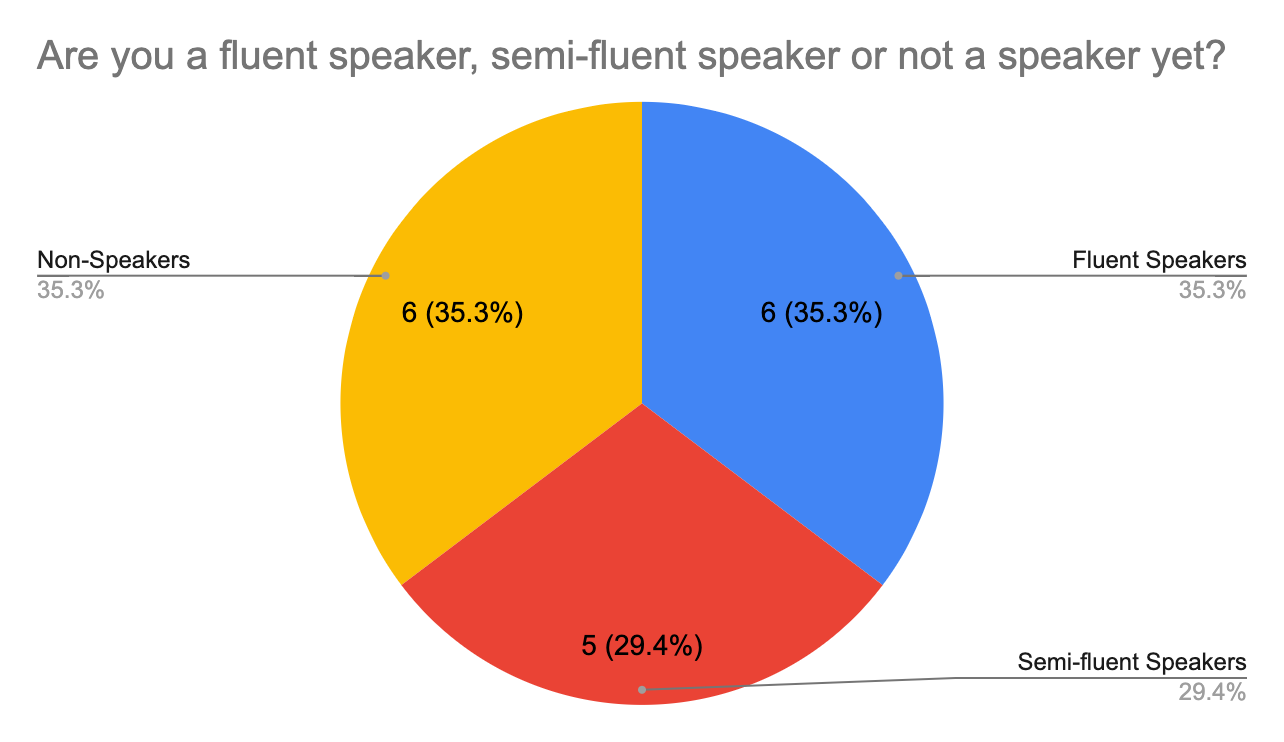 Are you a fluent speaker, semi-fluent speaker or not a speaker yet?
Non-Speakers
35.3%
6 (35.3%)
6 (35.3%)
Fluent Speakers
35.3%
5 (29.4%)
Semi-fluent Speakers
29.4%